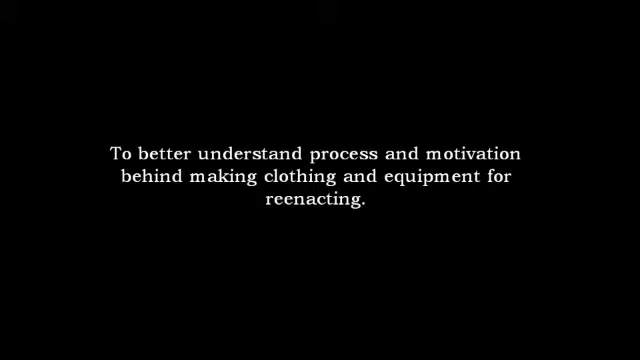 To better understand process and motivation
behind making clothing and equipment for
reenacting.